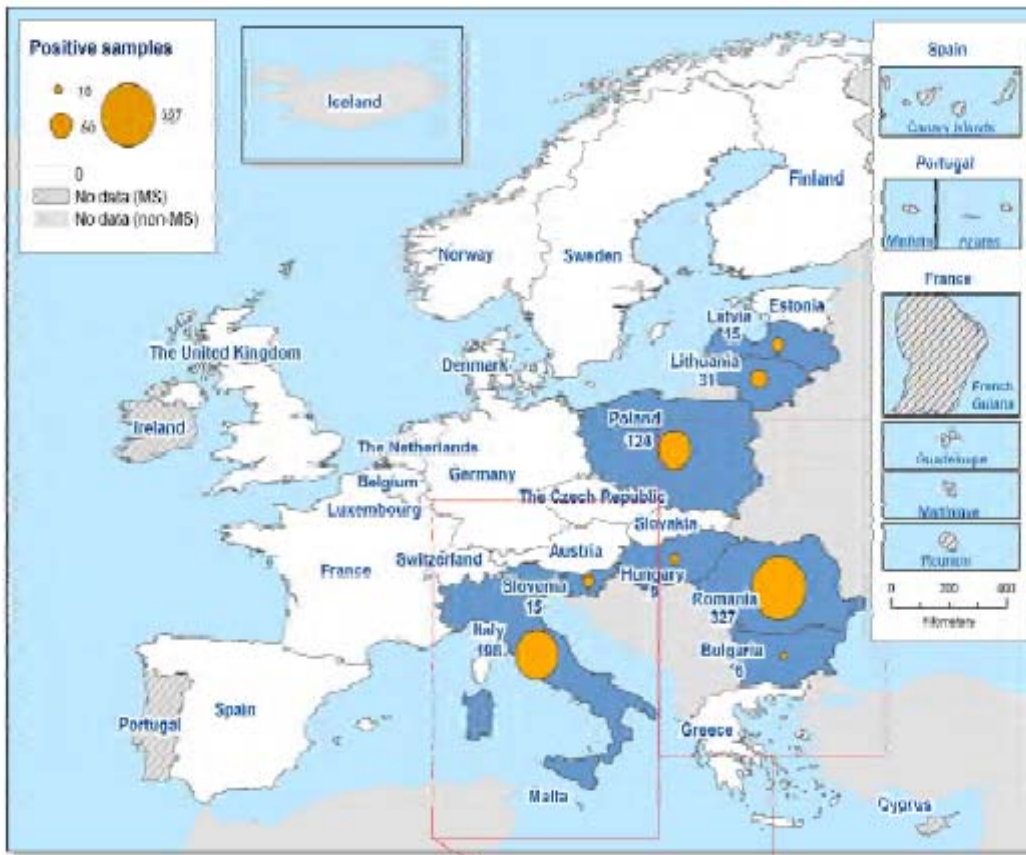 Positive samples
10
60
327
0
No data (MS)
No data (non-MS)
Iceland
Spain
Canary Islands
Portugal
Madeira
Azores
France
French
Guiana
Guadeloupe
Martinique
Reunion
0 200 400
Kilometers
Finland
Norway
Sweden
Estonia
Latvia
15
Lithuania
31
The United Kingdom
Denmark
Ireland
Poland
124
The Netherlands
Germany
Belgium
The Czech Republic
Luxembourg
Slovakia
Austria
France
Switzerland
Slovenia
15
Hungary
9
Romania
327
Italy
198
Bulgaria
Portugal
Spain
Greece
Malta
Cyprus